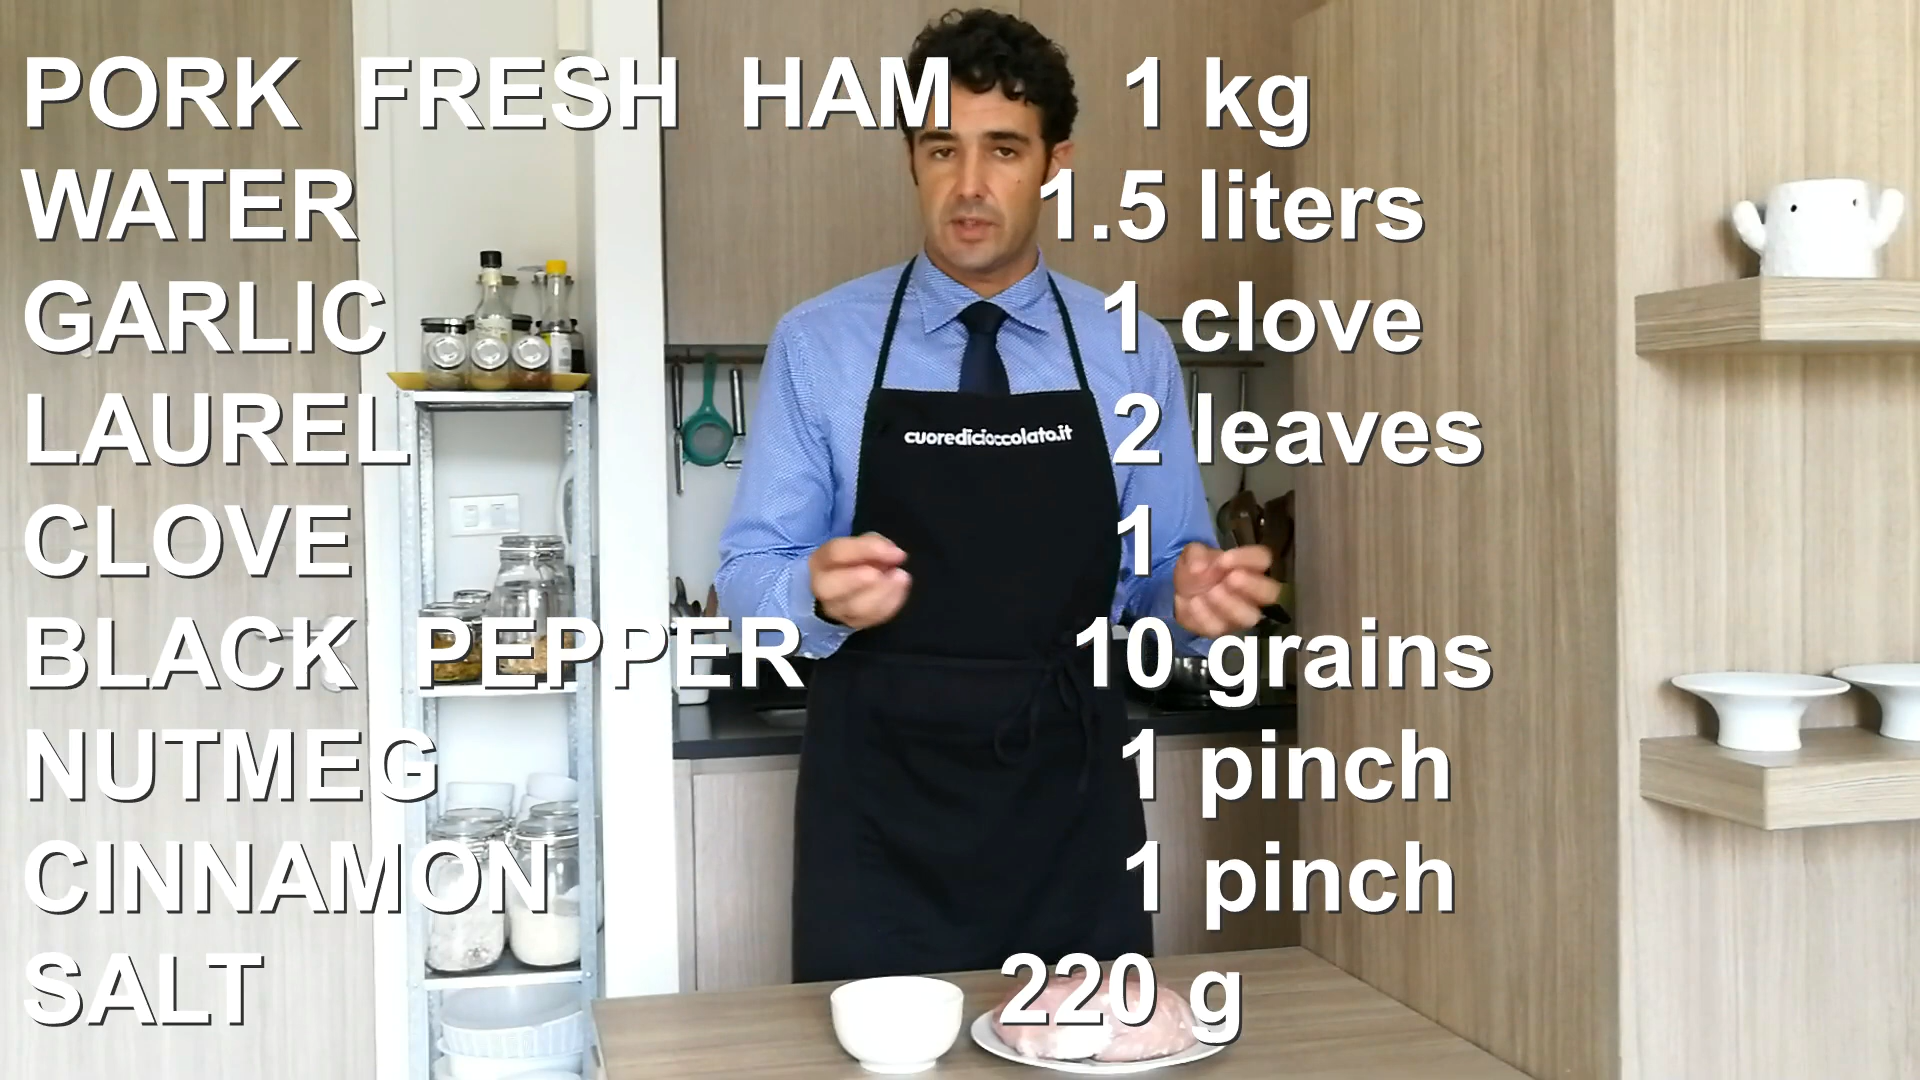 PORK FRESH HAM 1 kg
WATER 1.5 liters
GARLIC 1 clove
LAUREL 2 leaves
cuoredicioccolato.it
CLOVE 1
BLACK PEPPER 10 grains
NUTMEG 1 pinch
CINNAMON 1 pinch
SALT 220 g